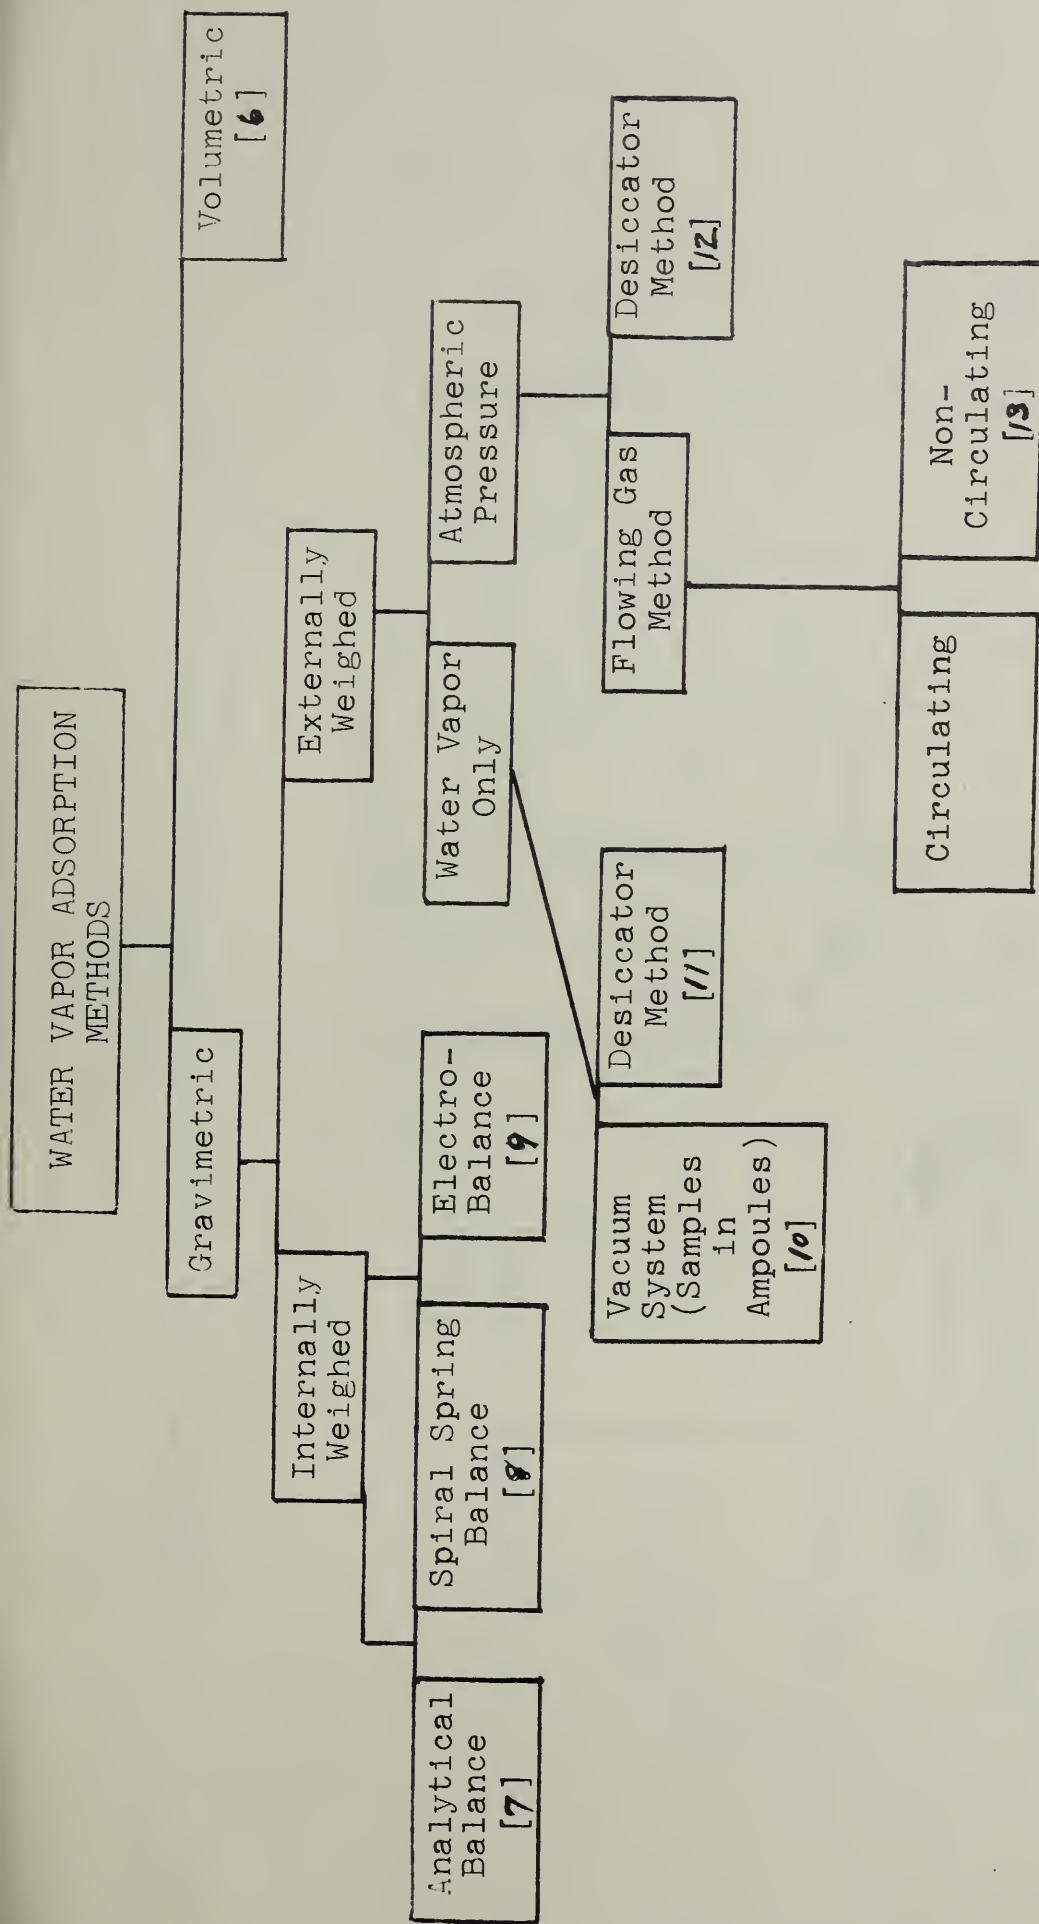 WATER VAPOR ADSORPTION
METHODS
Gravimetric
Volumetric
[6]
Internally
Weighed
Externally
Weighed
Analytical
Balance
[7]
Spiral Spring
Balance
[8]
Electro-
Balance
[9]
Water Vapor
Only
Atmospheric
Pressure
Vacuum
System
(Samples
in
Ampoules)
[10]
Desiccator
Method
[11]
Flowing Gas
Method
Desiccator
Method
[12]
Circulating
Non-
Circulating
[13]